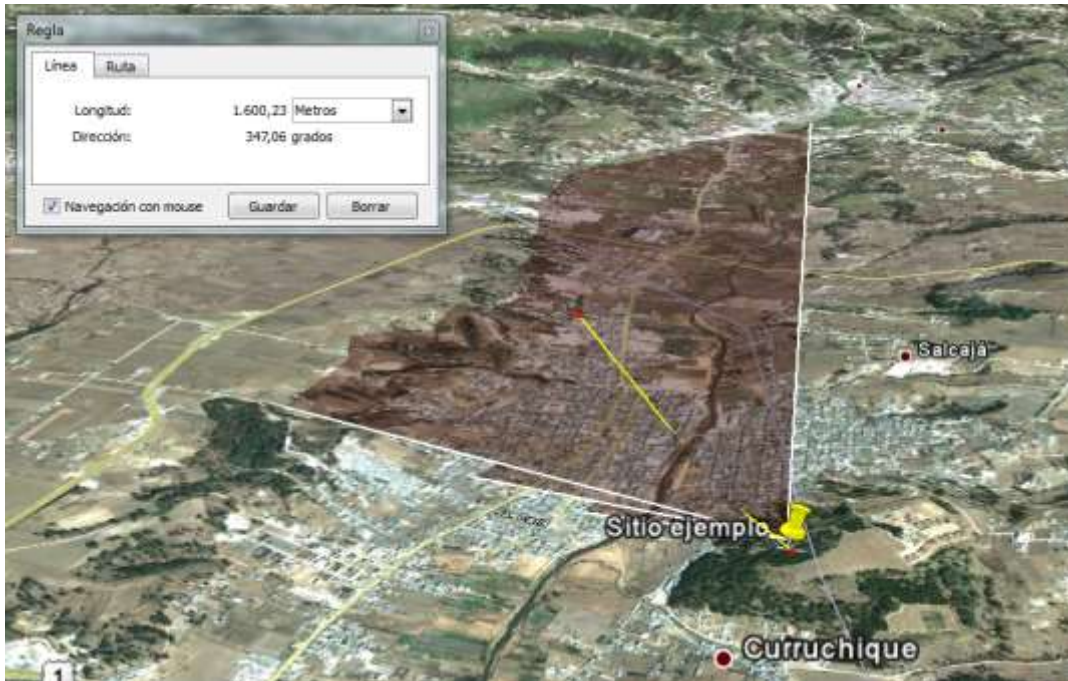 Regla
Línea Ruta
Longitud: 1.600,23 Metros
Dirección: 347,06 grados
Navegación con mouse Guardar Borrar
Salcajá
Sitio ejemplo
Curruchique
1